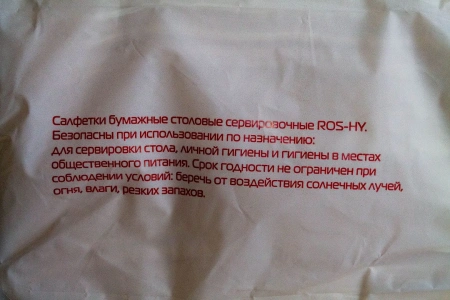 Салфетки бумажные столовые сервировочные ROS-HY.
Безопасны при использовании по назначению:
для сервировки стола, личной гигиены и гигиены в местах
общественного питания. Срок годности не ограничен при
соблюдении условий: беречь от воздействия солнечных лучей,
огня, влаги, резких запахов.